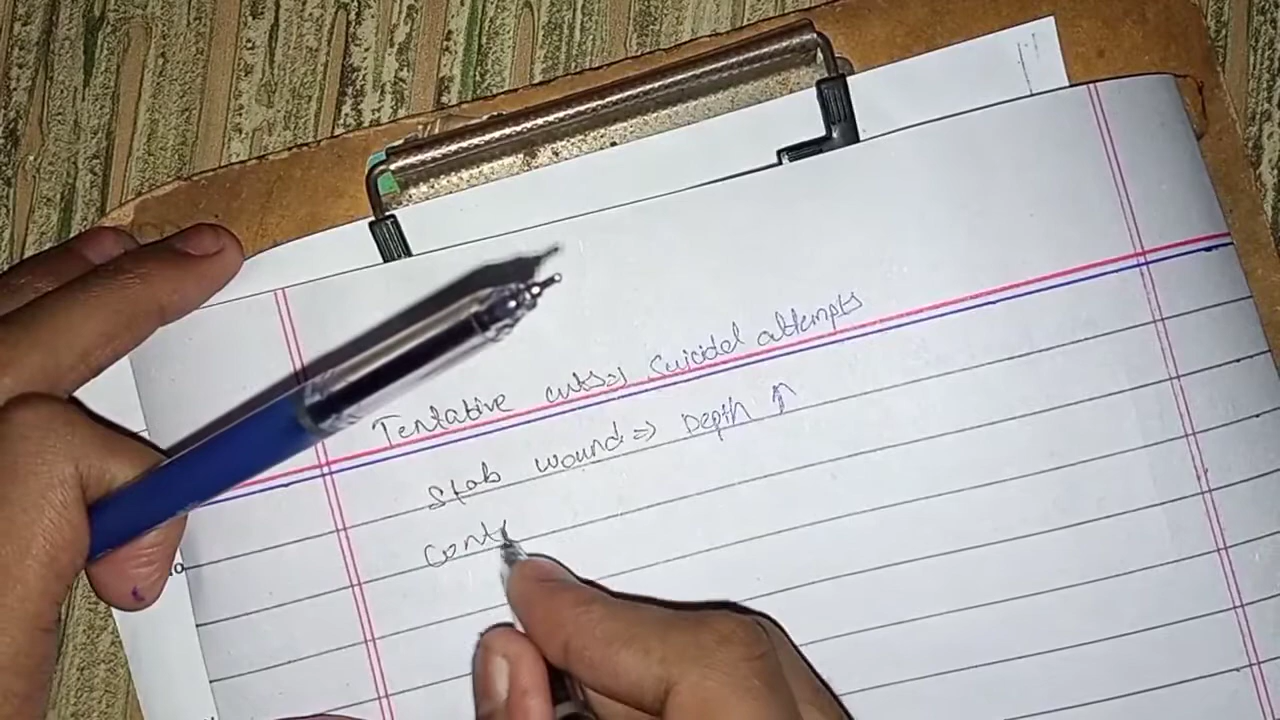 Tentative cuts => Suicidal attempts
Stab wound => Depth ↑
Cont